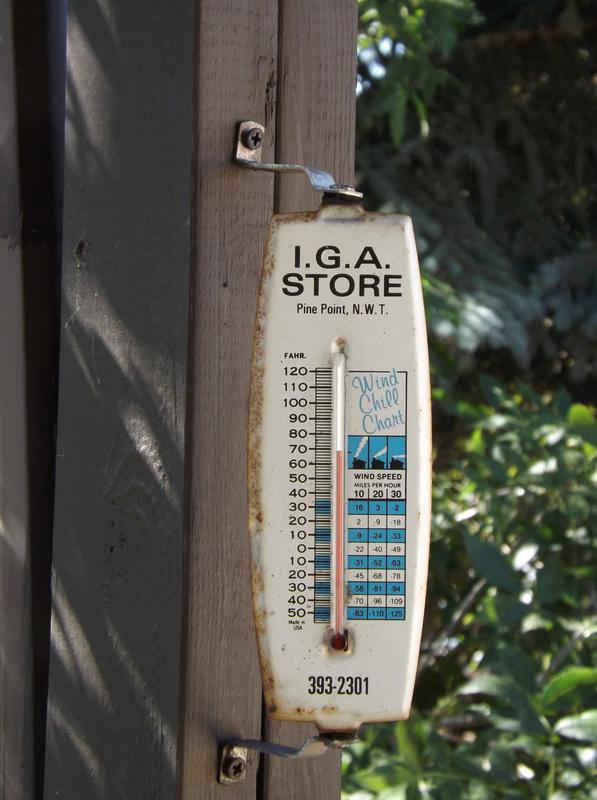 I.G.A.
STORE
Pine Point, N.W.T.
FAHR.
120
110
100
90
80
70
60
50
40
30
20
10
0
10
20
30
40
50
Made in
USA
Wind
Chill
Chart
WIND SPEED
MILES PER HOUR
10 20 30
16 3 -2
2 -9 -18
-9 -24 -33
-22 -40 -49
-31 -52 -63
-45 -68 -78
-58 -81 -94
-70 -96 -109
-83 -110 -125
393-2301